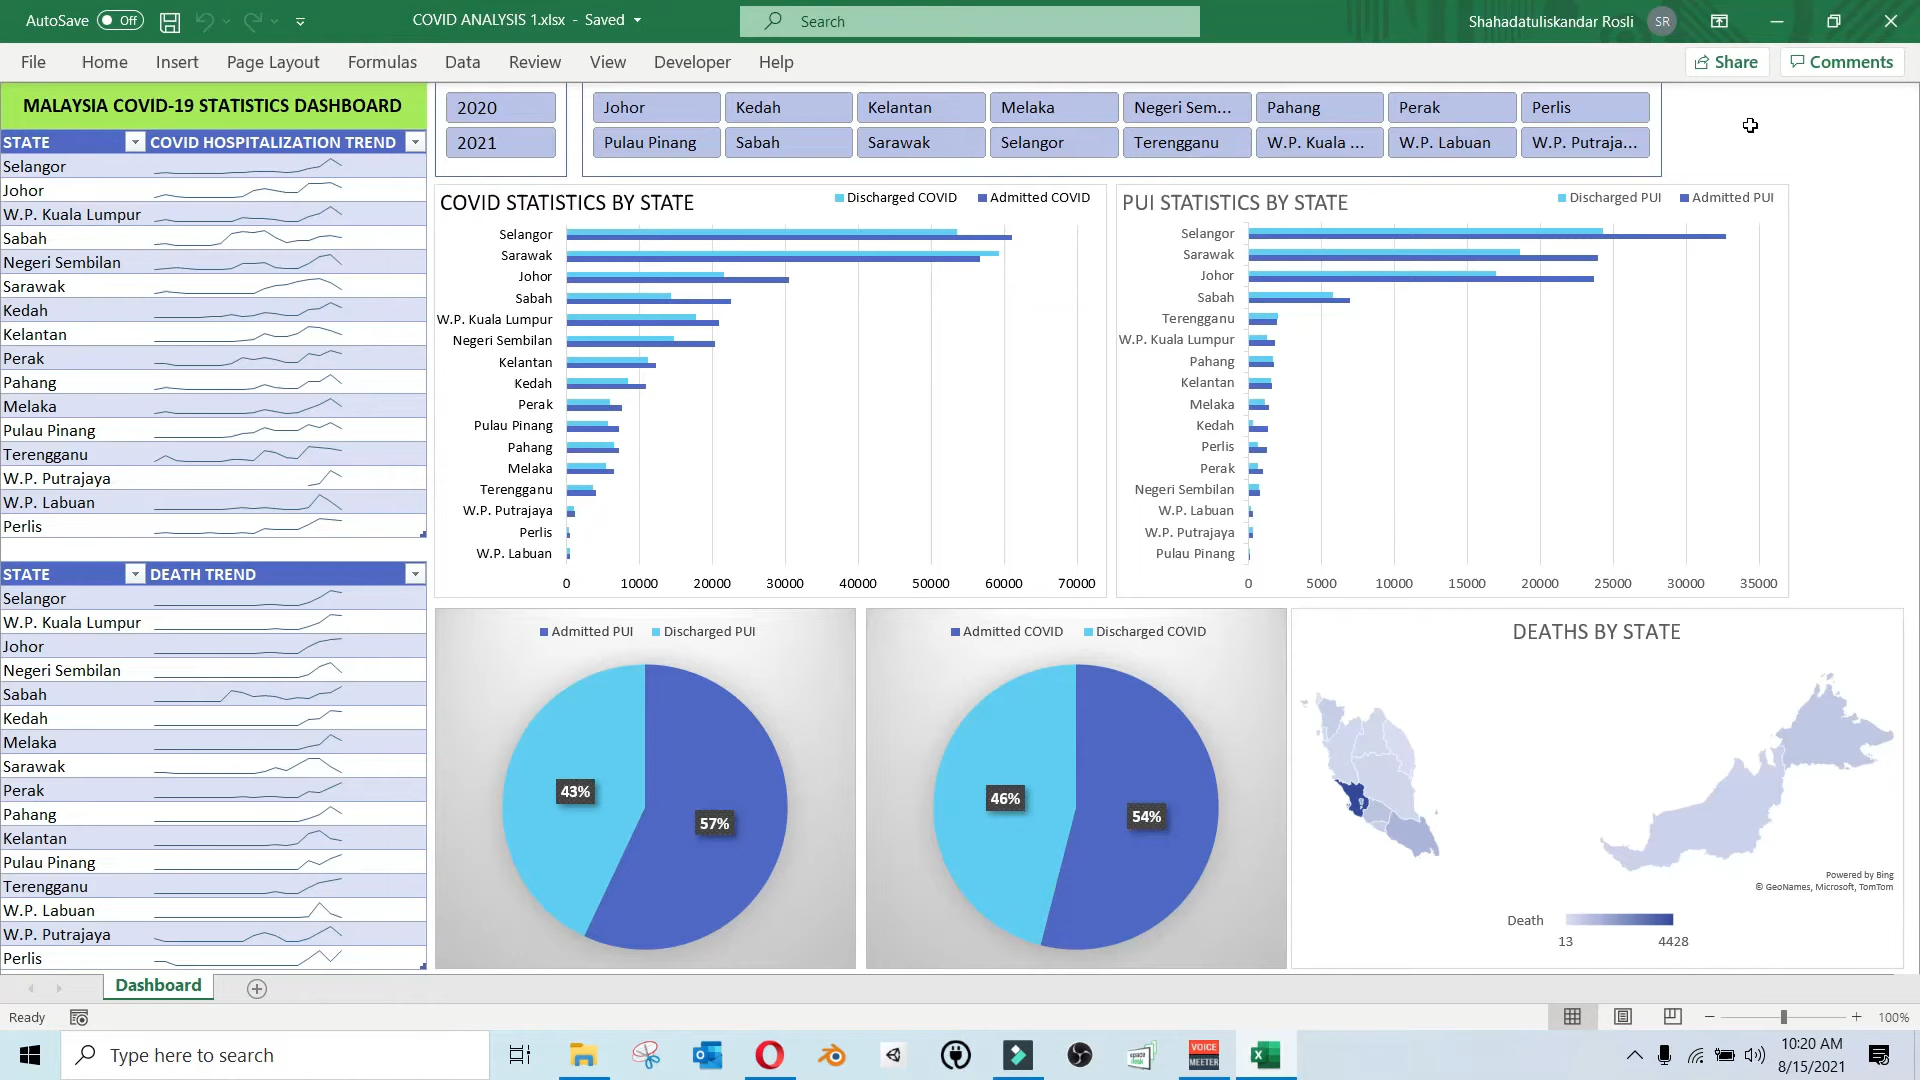 AutoSave Off COVID ANALYSIS 1.xlsx - Saved Search Shahadatuliskandar Rosli SR
File Home Insert Page Layout Formulas Data Review View Developer Help Share Comments
MALAYSIA COVID-19 STATISTICS DASHBOARD
STATE COVID HOSPITALIZATION TREND
Selangor
Johor
W.P. Kuala Lumpur
Sabah
Negeri Sembilan
Sarawak
Kedah
Kelantan
Perak
Pahang
Melaka
Pulau Pinang
Terengganu
W.P. Putrajaya
W.P. Labuan
Perlis
STATE DEATH TREND
Selangor
W.P. Kuala Lumpur
Johor
Negeri Sembilan
Sabah
Kedah
Melaka
Sarawak
Perak
Pahang
Kelantan
Pulau Pinang
Terengganu
W.P. Labuan
W.P. Putrajaya
Perlis
2020
2021
Johor Kedah Kelantan Melaka Negeri Sem... Pahang Perak Perlis
Pulau Pinang Sabah Sarawak Selangor Terengganu W.P. Kuala ... W.P. Labuan W.P. Putraja...
COVID STATISTICS BY STATE
Discharged COVID Admitted COVID
Selangor
Sarawak
Johor
Sabah
W.P. Kuala Lumpur
Negeri Sembilan
Kelantan
Kedah
Perak
Pulau Pinang
Pahang
Melaka
Terengganu
W.P. Putrajaya
Perlis
W.P. Labuan
0 10000 20000 30000 40000 50000 60000 70000
PUI STATISTICS BY STATE
Discharged PUI Admitted PUI
Selangor
Sarawak
Johor
Sabah
Terengganu
W.P. Kuala Lumpur
Pahang
Kelantan
Melaka
Kedah
Perlis
Perak
Negeri Sembilan
W.P. Labuan
W.P. Putrajaya
Pulau Pinang
0 5000 10000 15000 20000 25000 30000 35000
Admitted PUI Discharged PUI
43%
57%
Admitted COVID Discharged COVID
46%
54%
DEATHS BY STATE
Powered by Bing
© GeoNames, Microsoft, TomTom
Death
13 4428
Dashboard
Ready
100%
Type here to search
space desk
VOICE MEETER
10:20 AM
8/15/2021